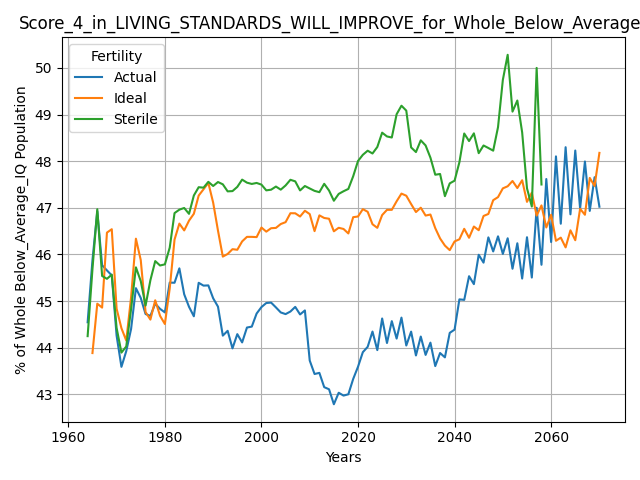 Score_4_in_LIVING_STANDARDS_WILL_IMPROVE_for_Whole_Below_Average
Fertility
Actual
Ideal
Sterile
% of Whole Below_Average_IQ Population
50
49
48
47
46
45
44
43
1960 1980 2000 2020 2040 2060
Years